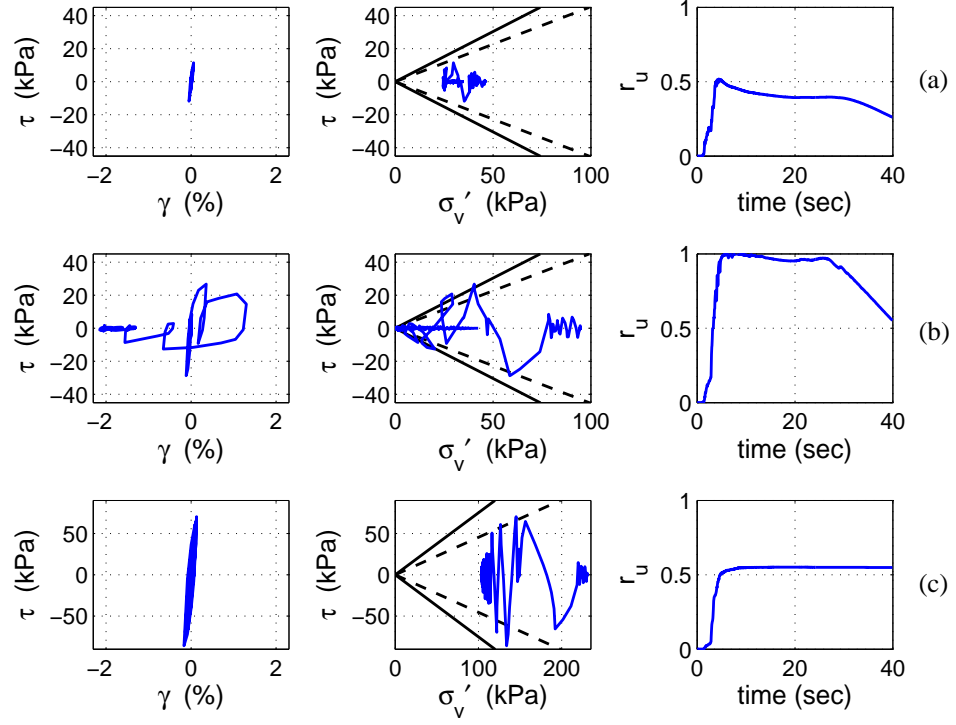 40
20
0
−20
−40
τ (kPa)
−2 0 2
γ (%)
40
20
0
−20
−40
τ (kPa)
0 50 100
σv′ (kPa)
1
0.5
0
ru
0 20 40
time (sec)
(a)
40
20
0
−20
−40
τ (kPa)
−2 0 2
γ (%)
40
20
0
−20
−40
τ (kPa)
0 50 100
σv′ (kPa)
1
0.5
0
ru
0 20 40
time (sec)
(b)
50
0
−50
τ (kPa)
−2 0 2
γ (%)
50
0
−50
τ (kPa)
0 100 200
σv′ (kPa)
1
0.5
0
ru
0 20 40
time (sec)
(c)